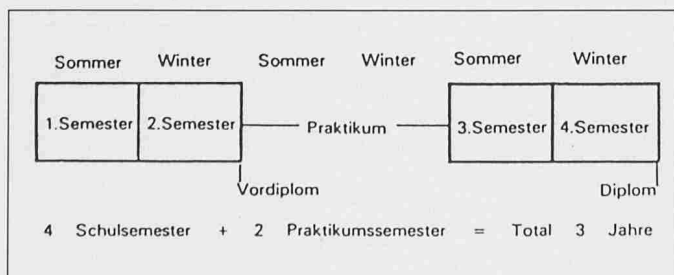 Sommer Winter Sommer Winter Sommer Winter
1.Semester 2.Semester Praktikum 3.Semester 4.Semester
Vordiplom Diplom
4 Schulsemester + 2 Praktikumssemester = Total 3 Jahre